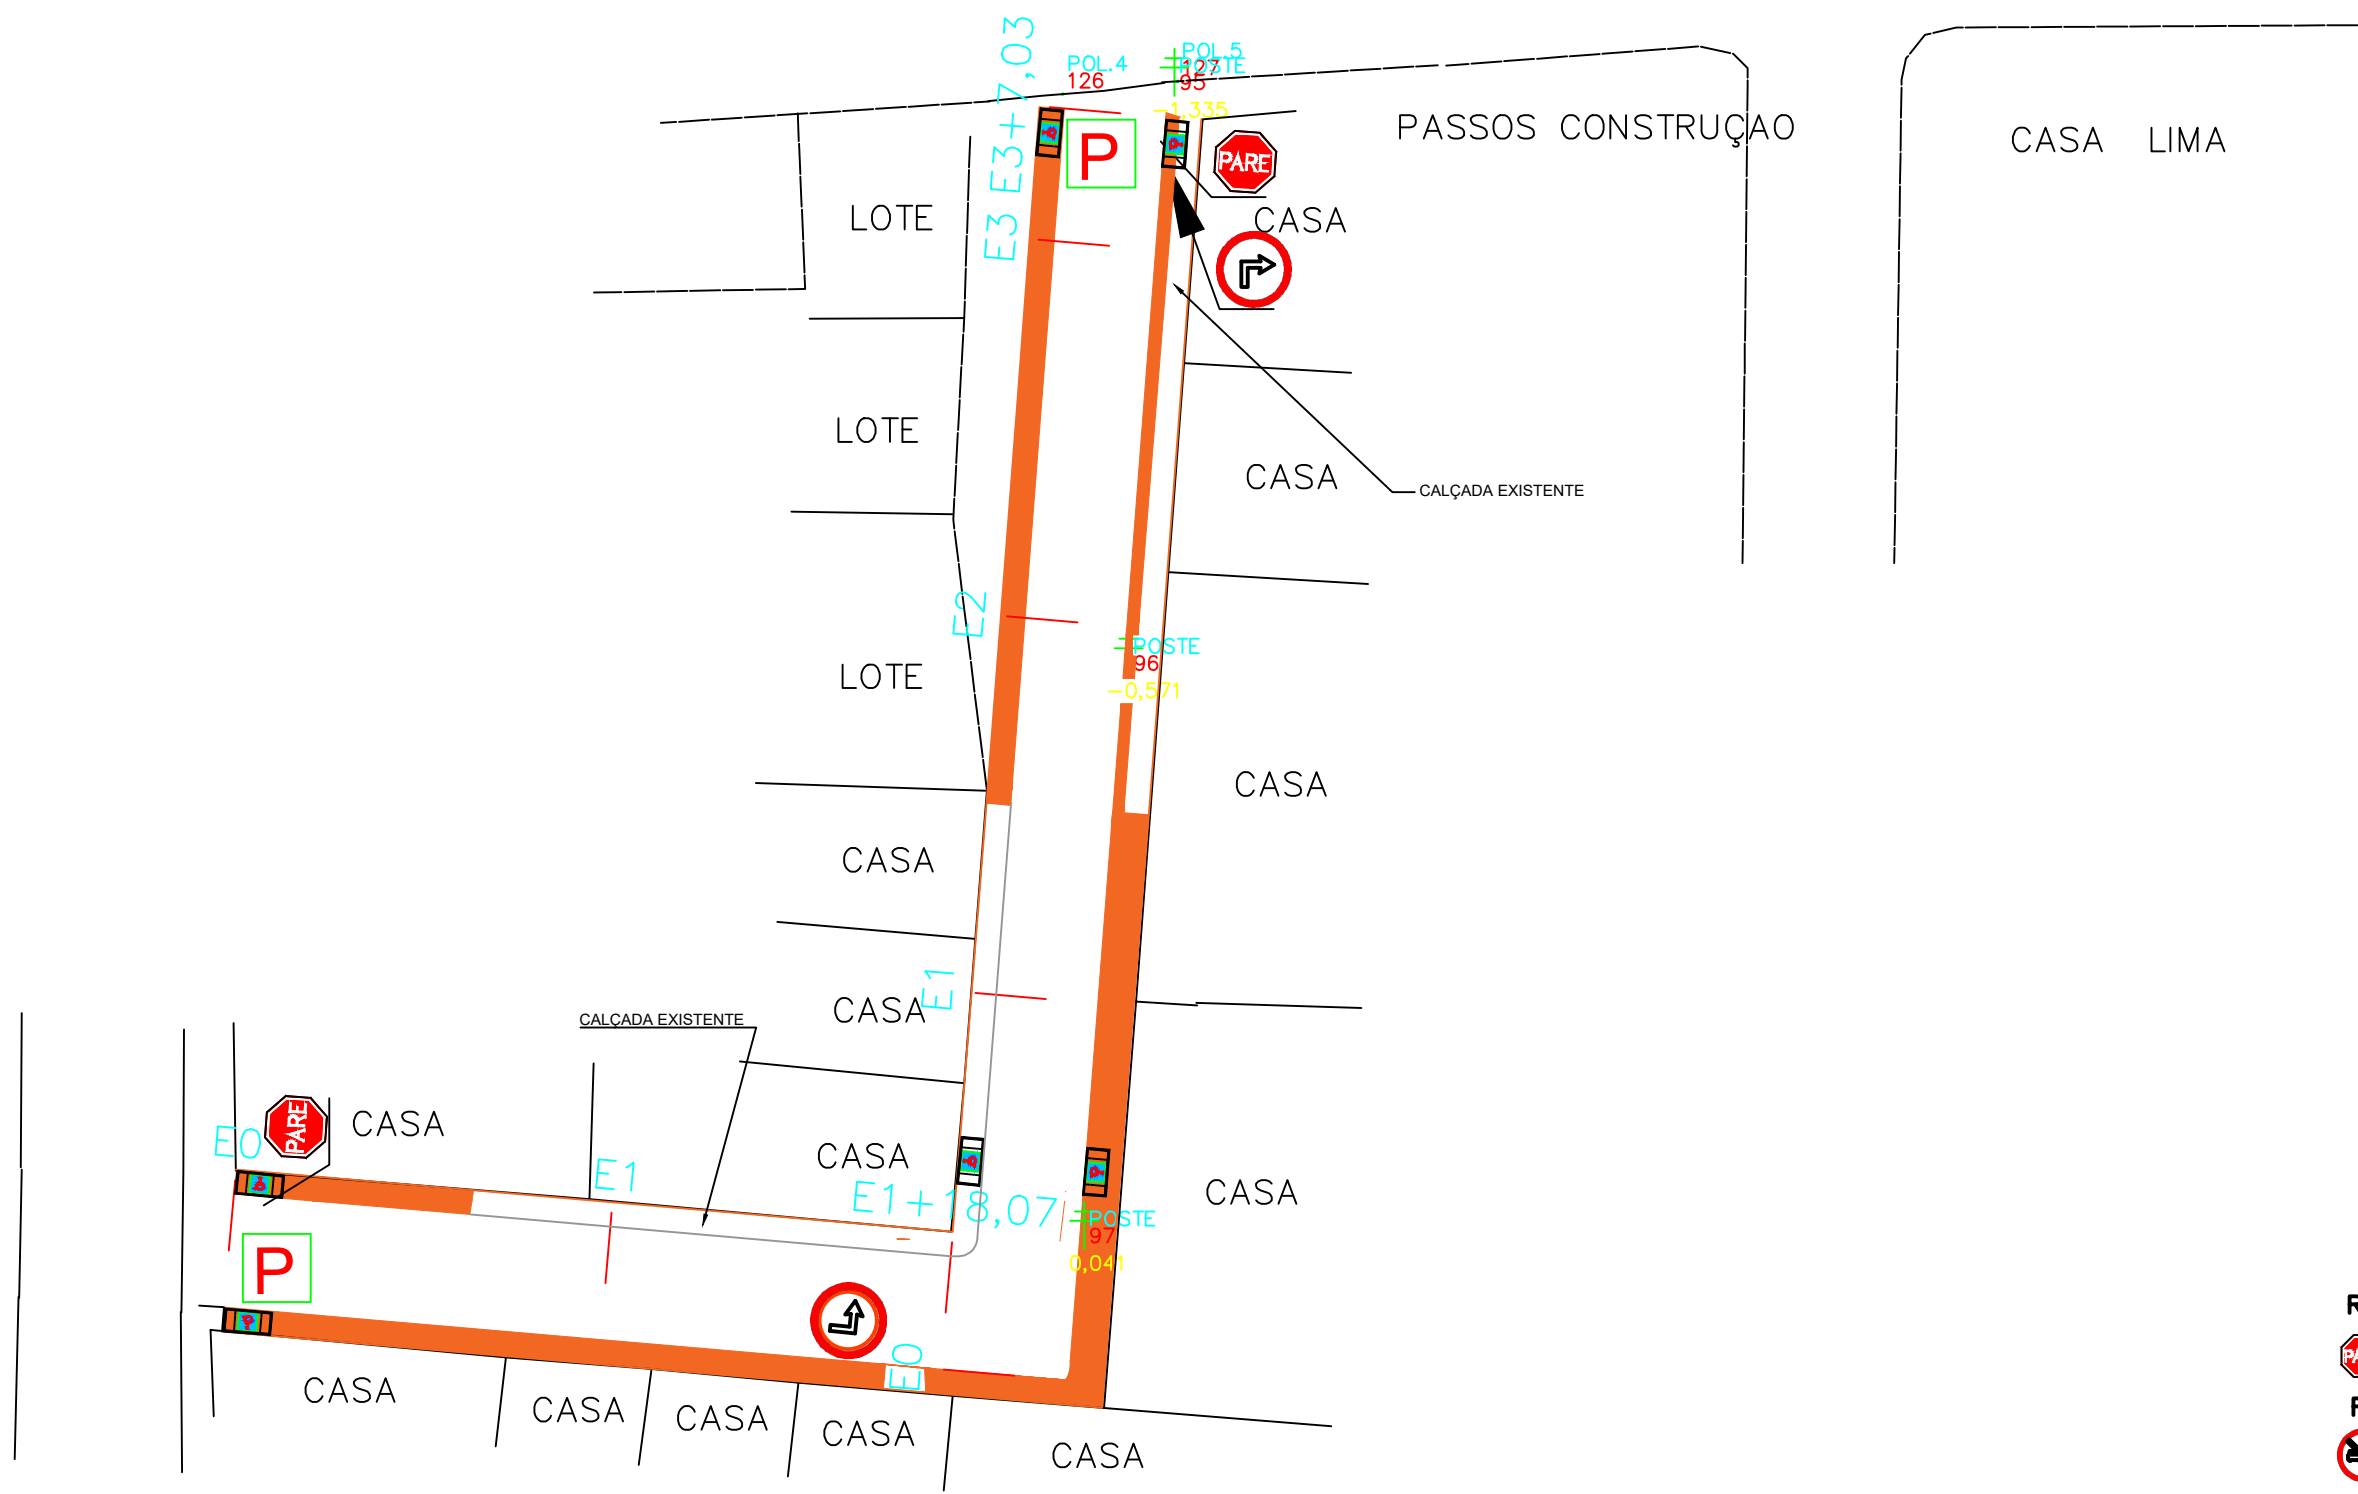 E3+7,03
POL.4
126
POL.5
127
POSTE
95
-1,335
P
PARE
PASSOS CONSTRUÇAO
CASA LIMA
E3
LOTE
CASA
LOTE
CASA
CALÇADA EXISTENTE
E2
POSTE
96
-0,571
LOTE
CASA
CASA
E1
CASA
CALÇADA EXISTENTE
PARE
CASA
E0
E1
CASA
E1+18,07
CASA
POSTE
97
0,041
P
E0
CASA
CASA
CASA
CASA
CASA